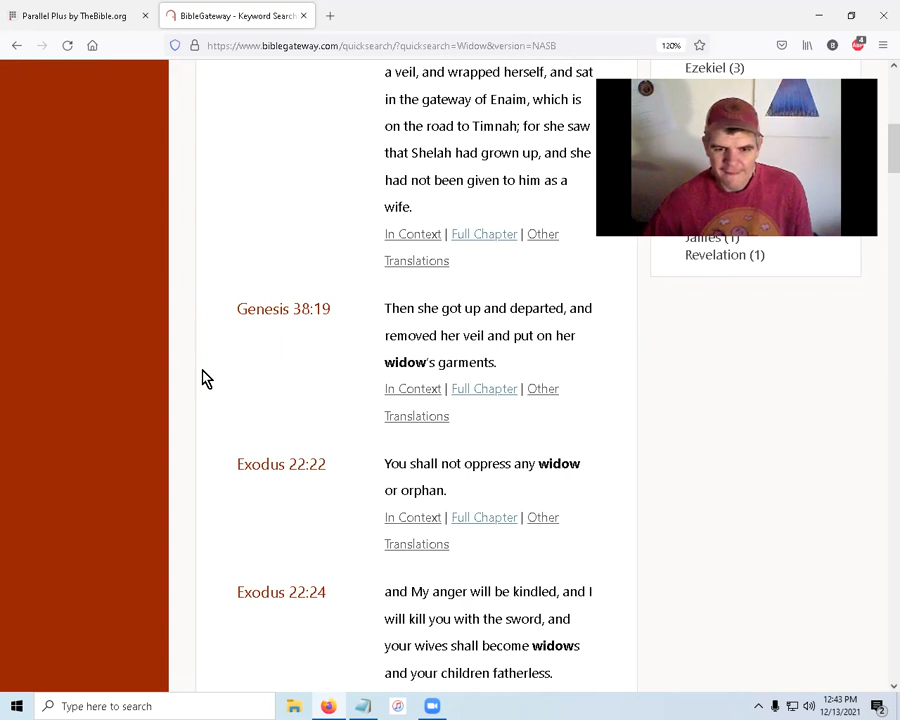 Parallel Plus by TheBible.org
BibleGateway - Keyword Search
https://www.biblegateway.com/quicksearch/?quicksearch=Widow&version=NASB
120%
B
4
a veil, and wrapped herself, and sat
in the gateway of Enaim, which is
on the road to Timnah; for she saw
that Shelah had grown up, and she
had not been given to him as a
wife.
In Context | Full Chapter | Other
Translations
Genesis 38:19
Then she got up and departed, and
removed her veil and put on her
widow's garments.
In Context | Full Chapter | Other
Translations
Exodus 22:22
You shall not oppress any widow
or orphan.
In Context | Full Chapter | Other
Translations
Exodus 22:24
and My anger will be kindled, and I
will kill you with the sword, and
your wives shall become widows
and your children fatherless.
Ezekiel (3)
James (1)
Revelation (1)
Type here to search
12:43 PM
12/13/2021
2